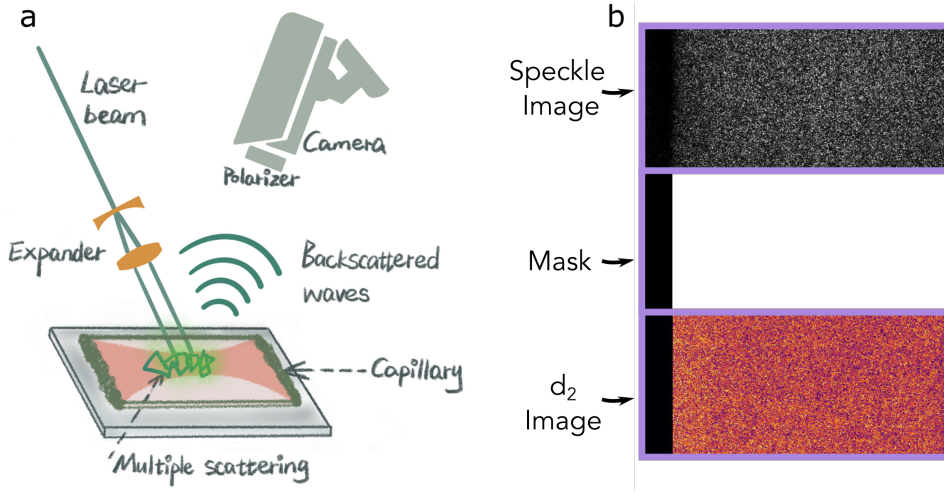 a
Laser
beam
Camera
Polarizer
Expander
Backscattered
waves
Capillary
Multiple scattering
b
Speckle
Image
Mask
d₂
Image